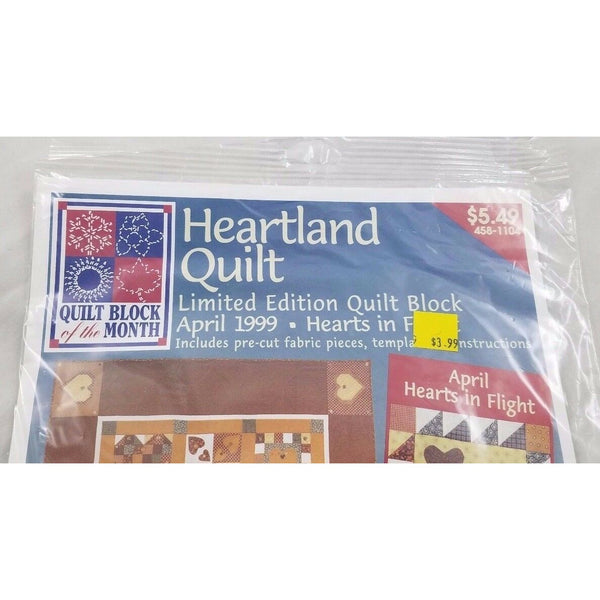 Heartland
Quilt
$5.49
458-1104
Limited Edition Quilt Block
April 1999 • Hearts in F
Includes pre-cut fabric pieces, templa instructions
$3.99
QUILT BLOCK
of the MONTH
April
Hearts in Flight